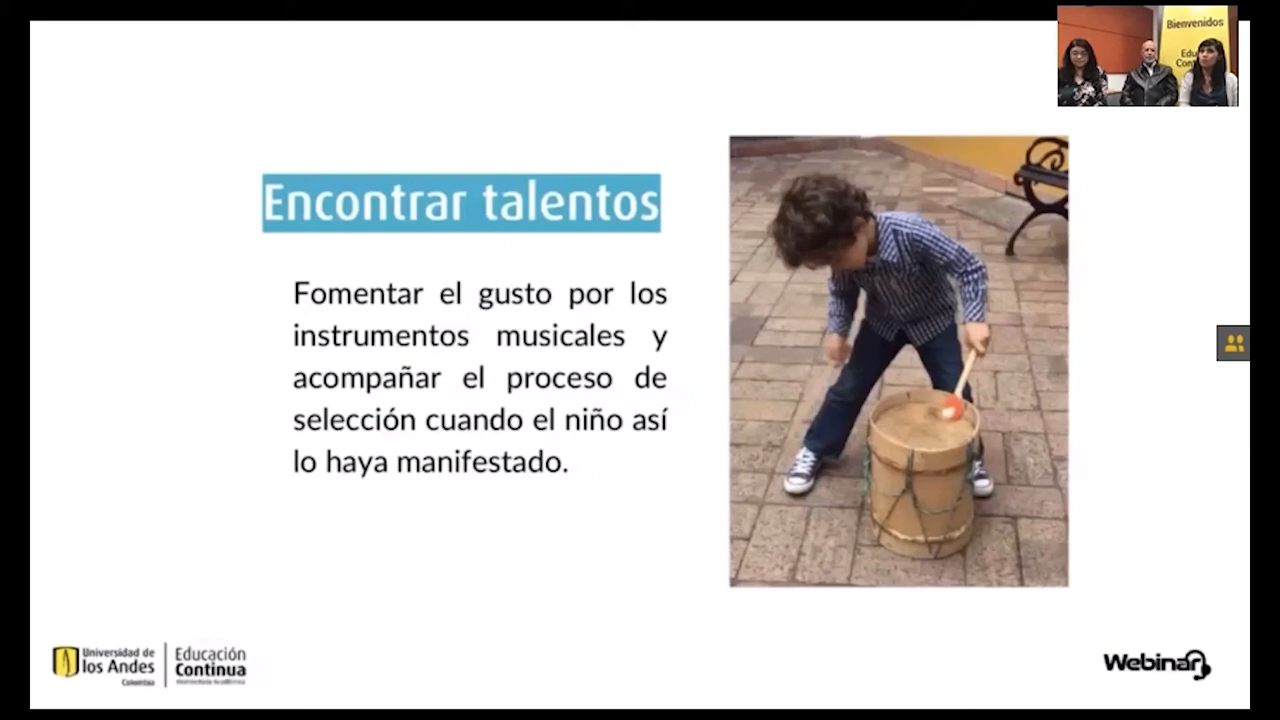 Bienvenidos
Encontrar talentos
Fomentar el gusto por los
instrumentos musicales y
acompañar el proceso de
selección cuando el niño así
lo haya manifestado.
Universidad de
los Andes
Colombia
Educación
Continua
Webinar